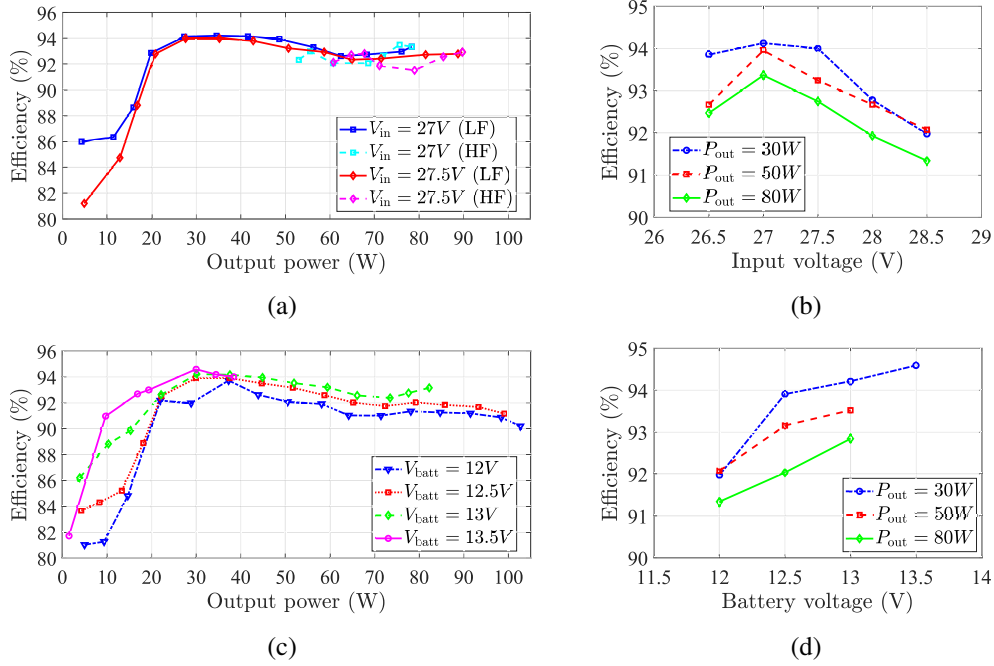 96
94
92
90
88
86
84
82
80
Efficiency (%)
0 10 20 30 40 50 60 70 80 90 100
Output power (W)
V_in = 27V (LF)
V_in = 27V (HF)
V_in = 27.5V (LF)
V_in = 27.5V (HF)
(a)
95
94
93
92
91
90
Efficiency (%)
26 26.5 27 27.5 28 28.5 29
Input voltage (V)
P_out = 30W
P_out = 50W
P_out = 80W
(b)
96
94
92
90
88
86
84
82
80
Efficiency (%)
0 10 20 30 40 50 60 70 80 90 100
Output power (W)
V_batt = 12V
V_batt = 12.5V
V_batt = 13V
V_batt = 13.5V
(c)
95
94
93
92
91
90
Efficiency (%)
11.5 12 12.5 13 13.5 14
Battery voltage (V)
P_out = 30W
P_out = 50W
P_out = 80W
(d)